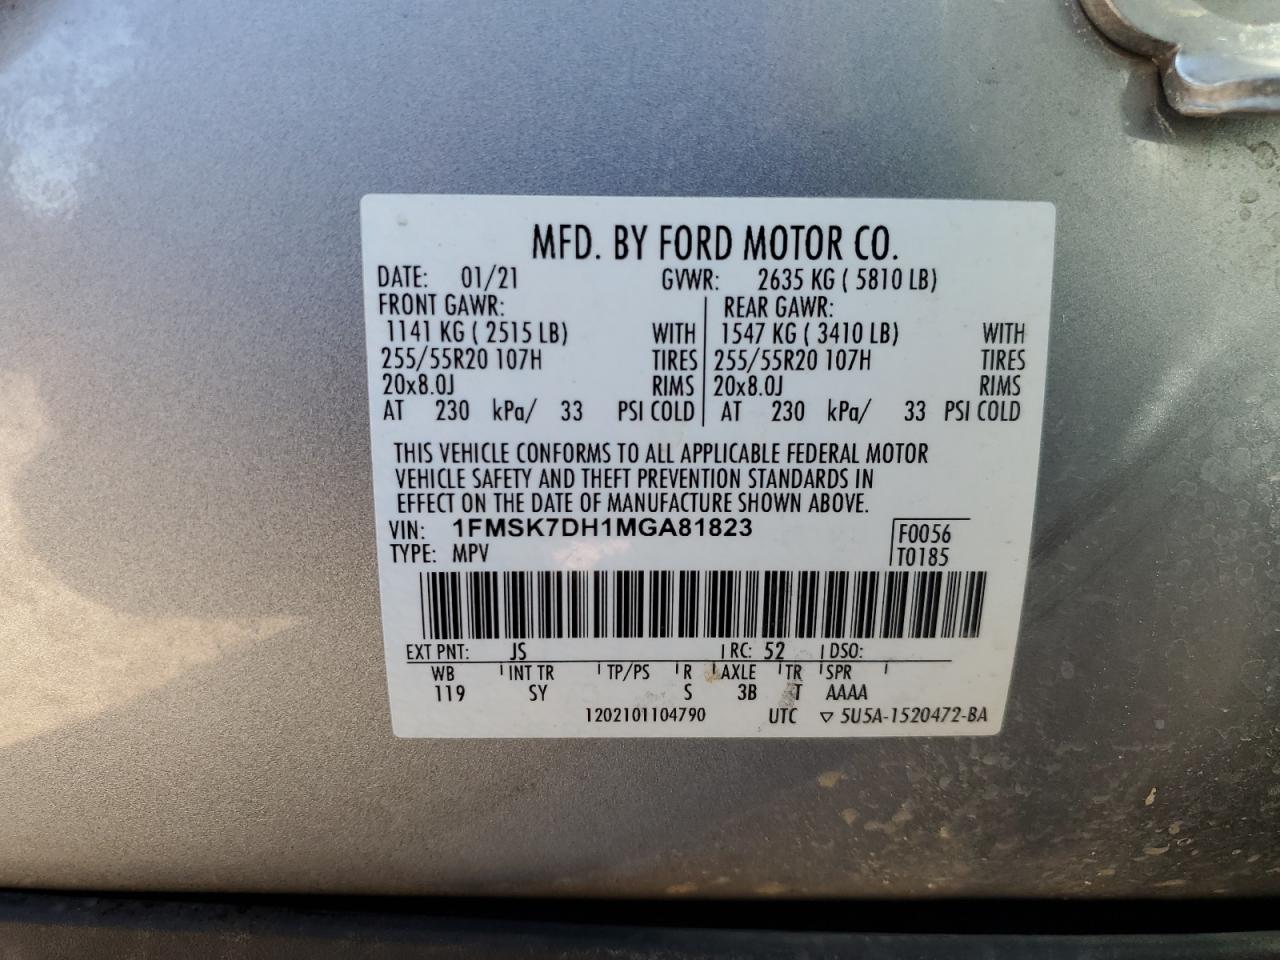 MFD. BY FORD MOTOR CO.
DATE: 01/21 GVWR: 2635 KG ( 5810 LB)
FRONT GAWR: REAR GAWR:
1141 KG ( 2515 LB) WITH 1547 KG ( 3410 LB) WITH
255/55R20 107H TIRES 255/55R20 107H TIRES
20x8.0J RIMS 20x8.0J RIMS
AT 230 kPa/ 33 PSI COLD AT 230 kPa/ 33 PSI COLD
THIS VEHICLE CONFORMS TO ALL APPLICABLE FEDERAL MOTOR
VEHICLE SAFETY AND THEFT PREVENTION STANDARDS IN
EFFECT ON THE DATE OF MANUFACTURE SHOWN ABOVE.
VIN: 1FMSK7DH1MGA81823 F0056
TYPE: MPV T0185
EXT PNT: JS RC: 52 DSO:
WB INT TR TP/PS R AXLE TR SPR
119 SY S 3B T AAAA
1202101104790 UTC ▽ 5U5A-1520472-BA